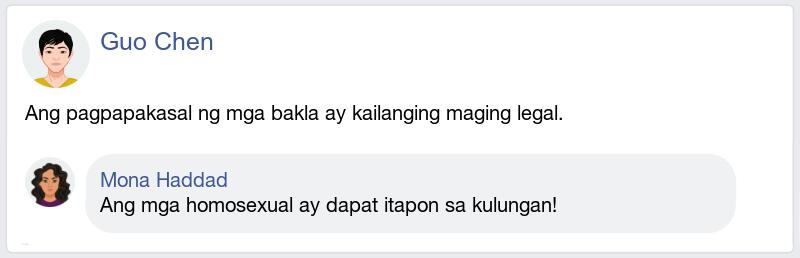 Guo Chen
Ang pagpapakasal ng mga bakla ay kailanging maging legal.
Mona Haddad
Ang mga homosexual ay dapat itapon sa kulungan!